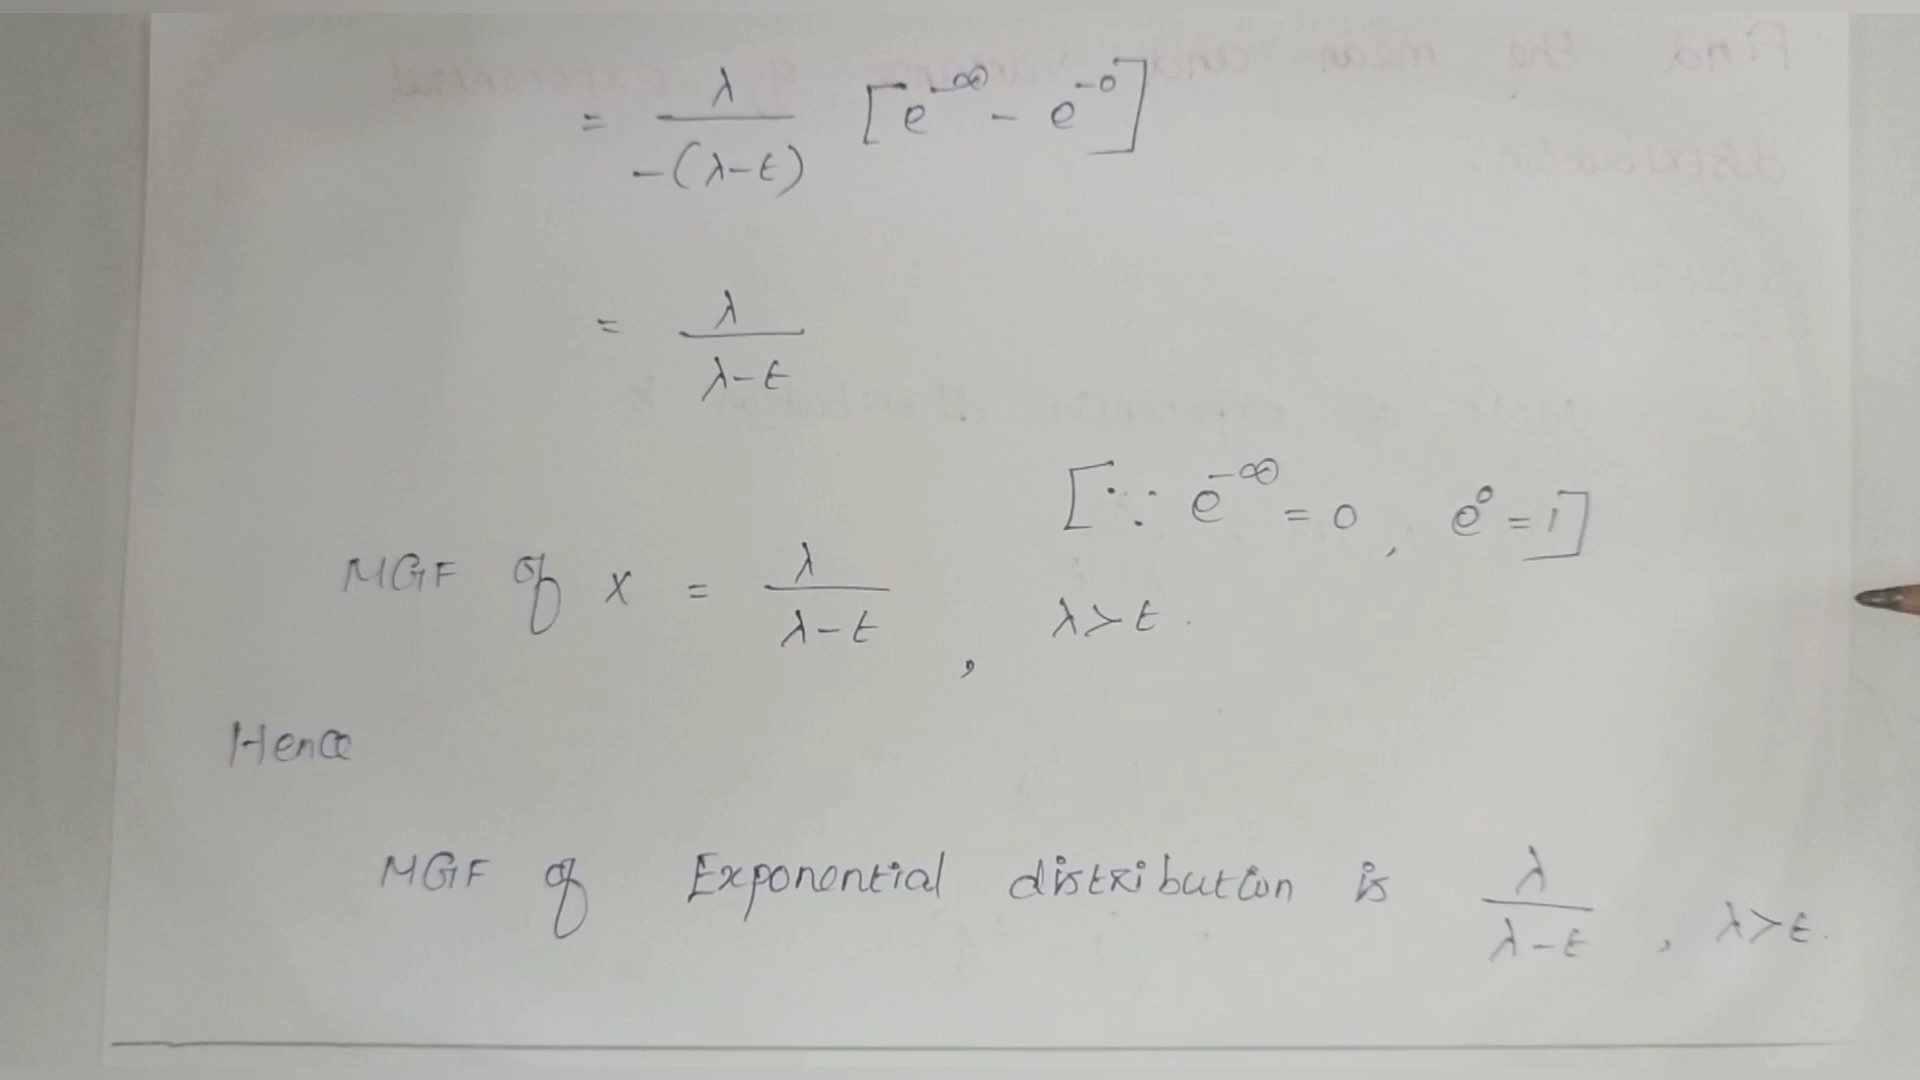 = λ / -(λ-t) [e^-∞ - e^-0]
= λ / λ-t
[∵ e^-∞ = 0, e^0 = 1]
MGF of X = λ / λ-t , λ>t.
Hence
MGF of Exponential distribution is λ / λ-t , λ>t.